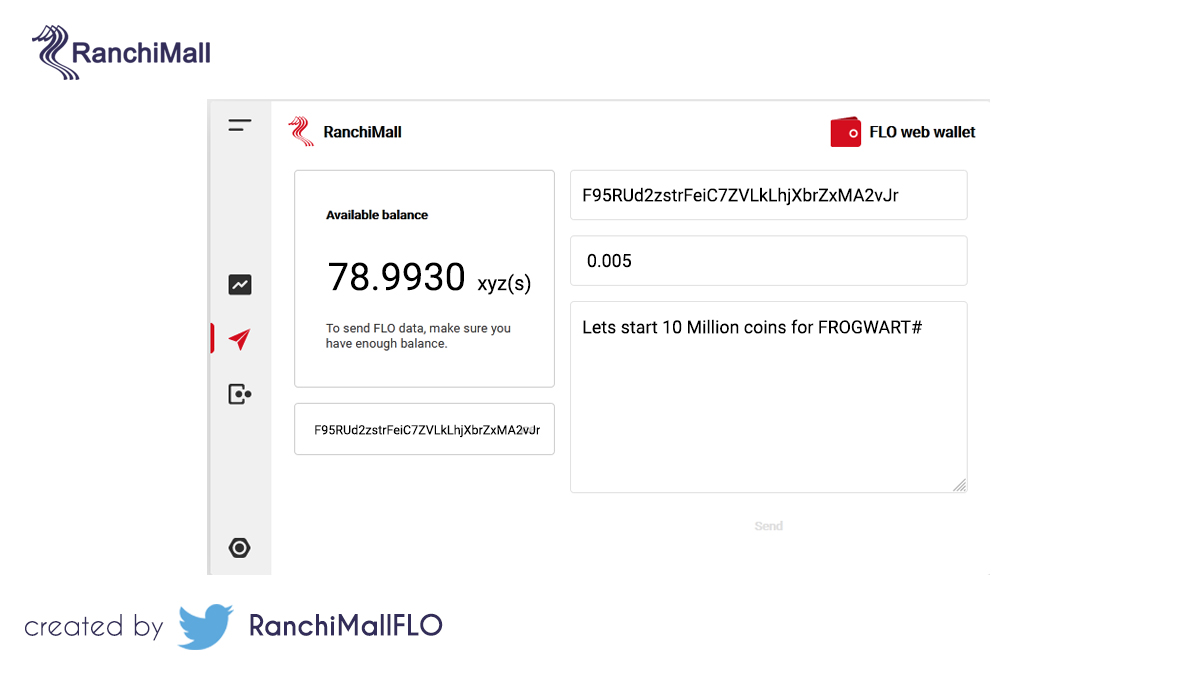 RanchiMall
RanchiMall
FLO web wallet
Available balance
78.9930 xyz(s)
To send FLO data, make sure you
have enough balance.
F95RUd2zstrFeiC7ZVLkLhjXbrZxMA2vJr
F95RUd2zstrFeiC7ZVLkLhjXbrZxMA2vJr
0.005
Lets start 10 Million coins for FROGWART#
Send
created by RanchiMallFLO